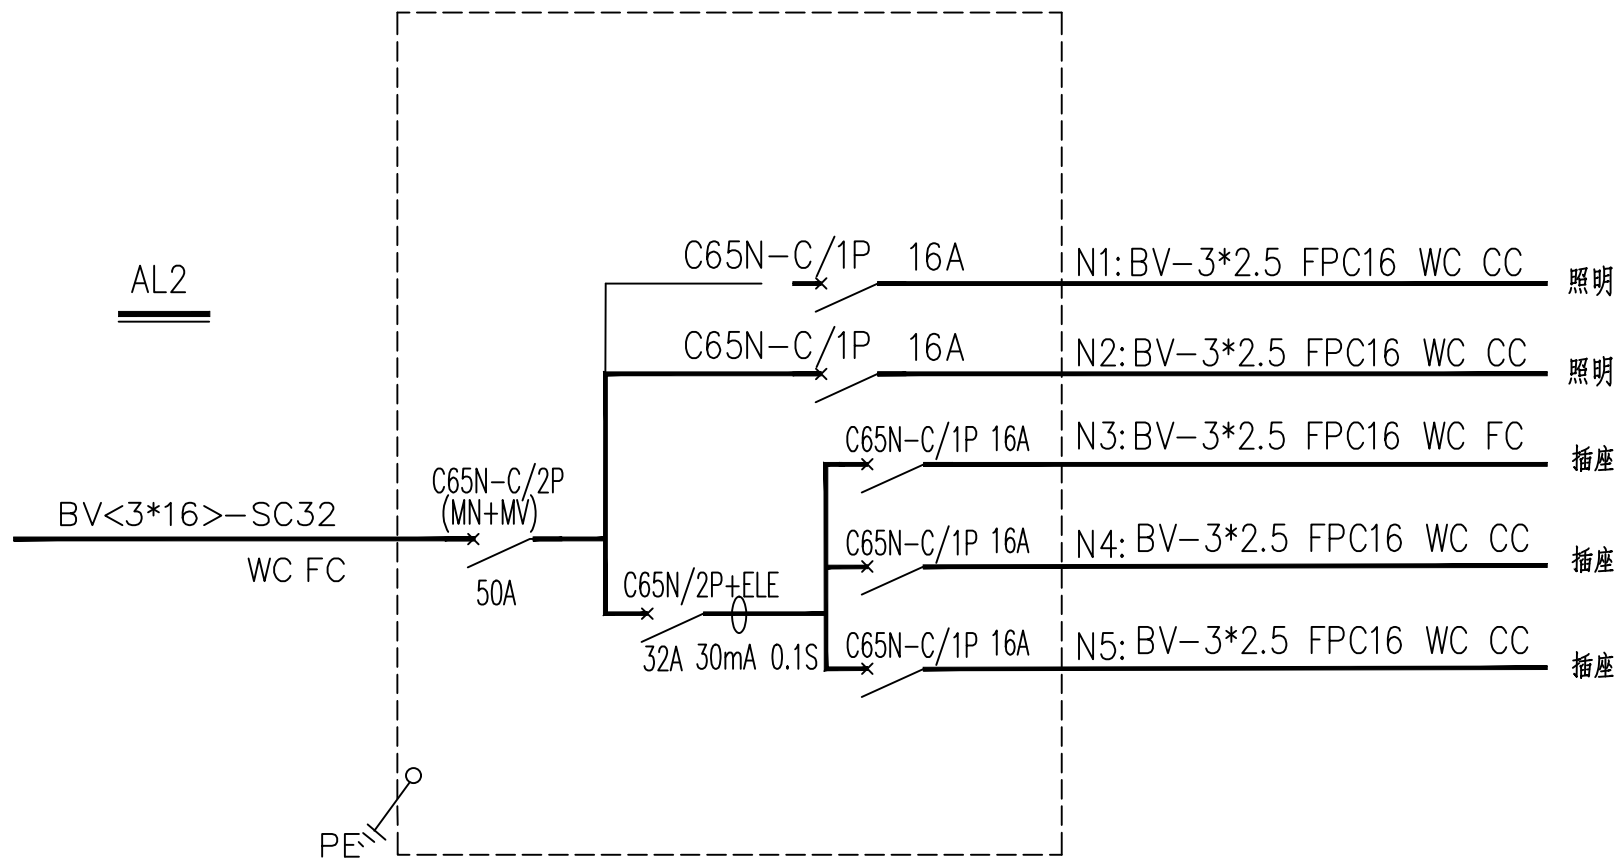 C65N-C/1P 16A
N1:BV-3*2.5 FPC16 WC CC
照明
AL2
C65N-C/1P 16A
N2:BV-3*2.5 FPC16 WC CC
照明
C65N-C/1P 16A
N3:BV-3*2.5 FPC16 WC FC
插座
C65N-C/2P
(MN+MV)
BV<3*16>-SC32
WC FC
50A
C65N-C/1P 16A
N4:BV-3*2.5 FPC16 WC CC
插座
C65N/2P+ELE
32A 30mA 0.1S
C65N-C/1P 16A
N5:BV-3*2.5 FPC16 WC CC
插座
PE